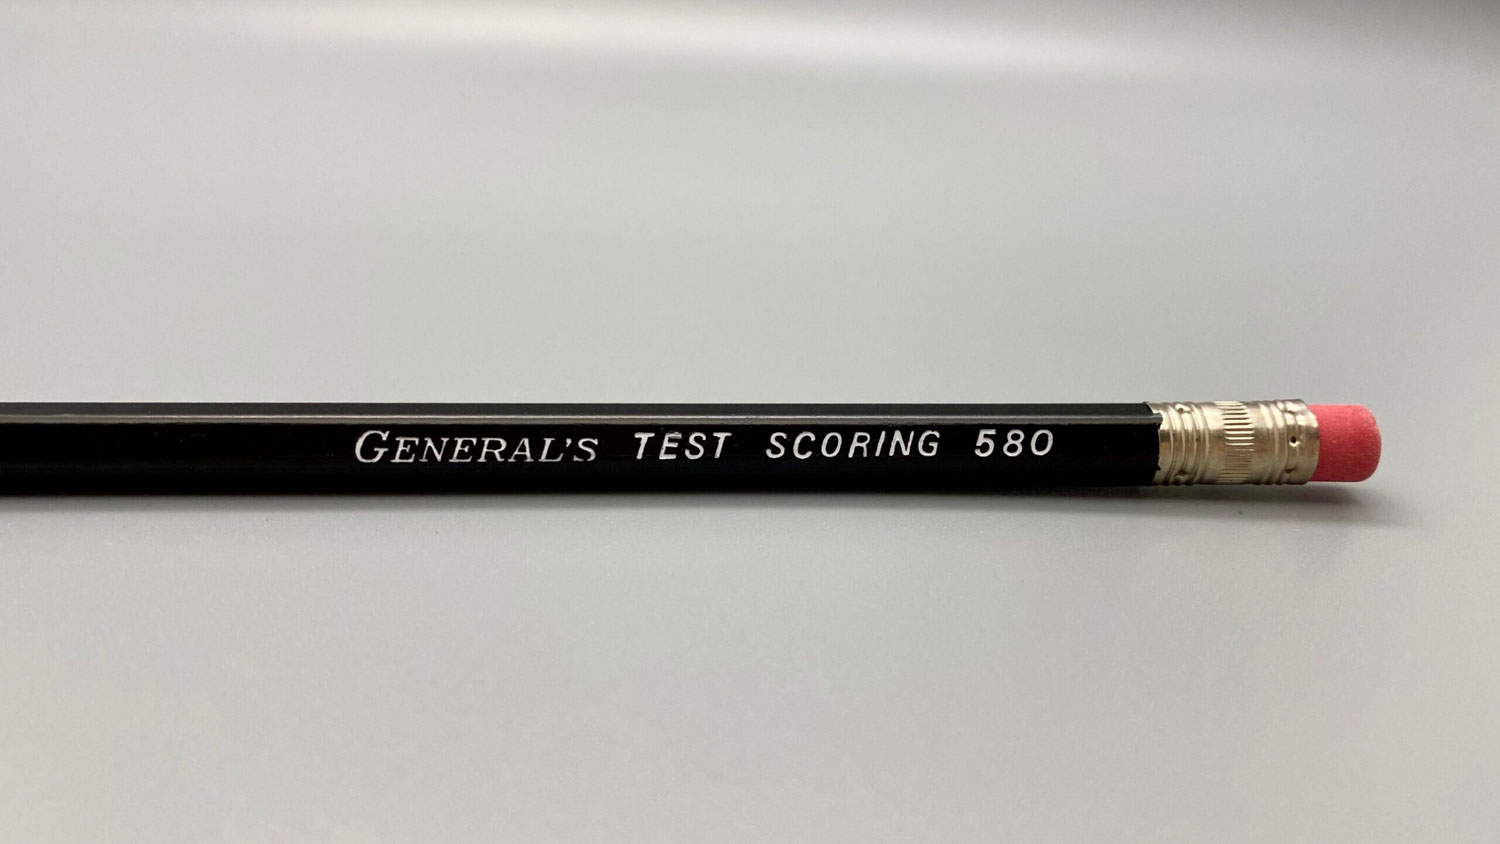 GENERAL'S TEST SCORING 580